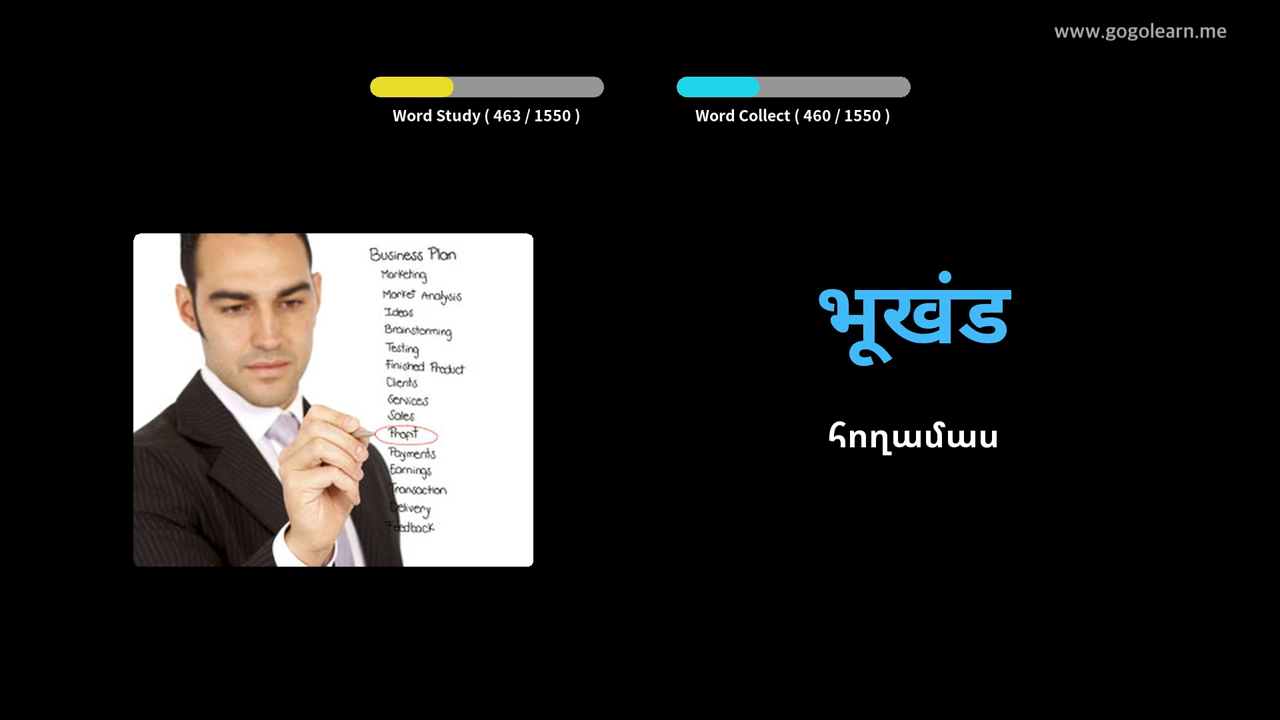 www.gogolearn.me
Word Study ( 463 / 1550 )
Word Collect ( 460 / 1550 )
Business Plan
Marketing
Market Analysis
Ideas
Brainstorming
Testing
Finished Product
Clients
Services
Sales
Profit
Payments
Earnings
Transaction
Delivery
Feedback
भूखंड
հողամաս